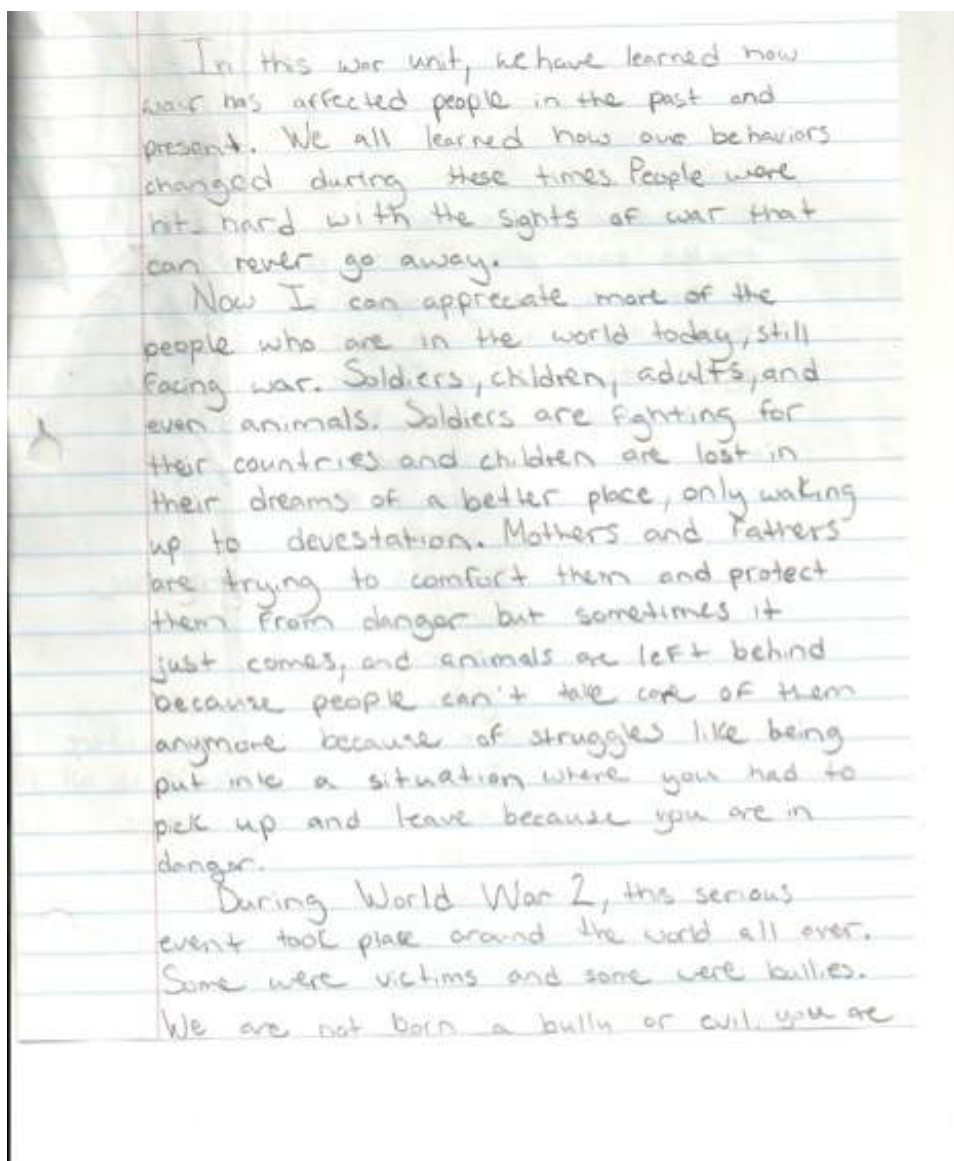 In this war unit, we have learned how
war has affected people in the past and
present. We all learned how our behaviors
changed during these times. People were
hit hard with the sights of war that
can never go away.
Now I can apprecate more of the
people who are in the world today, still
facing war. Soldiers, children, adults, and
even animals. Soldiers are fighting for
their countries and children are lost in
their dreams of a better place, only waking
up to devestation. Mothers and Fathers
are trying to comfort them and protect
them from danger but sometimes it
just comes, and animals are left behind
because people can't take care of them
anymore because of struggles like being
put into a situation where you had to
pick up and leave because you are in
danger.
During World War 2, this serious
event took place around the world all over.
Some were victims and some were bullies.
We are not born a bully or evil, you are